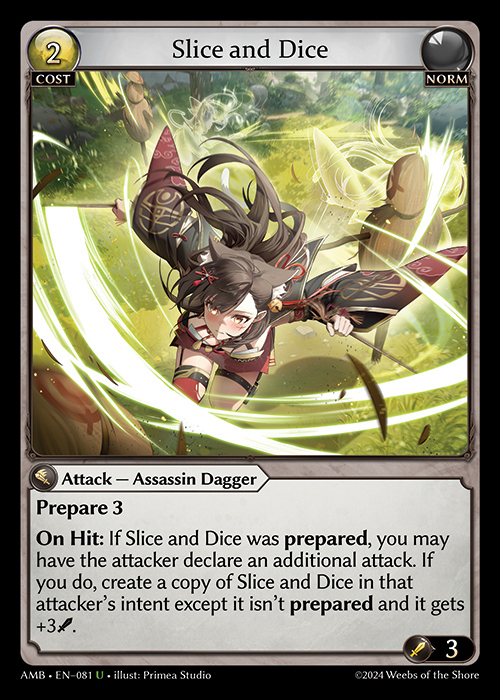 2
Slice and Dice
COST
NORM
Attack — Assassin Dagger
Prepare 3
On Hit: If Slice and Dice was prepared, you may
have the attacker declare an additional attack. If
you do, create a copy of Slice and Dice in that
attacker's intent except it isn't prepared and it gets
+3.
3
AMB • EN–081 U • illust: Primea Studio
©2024 Weebs of the Shore